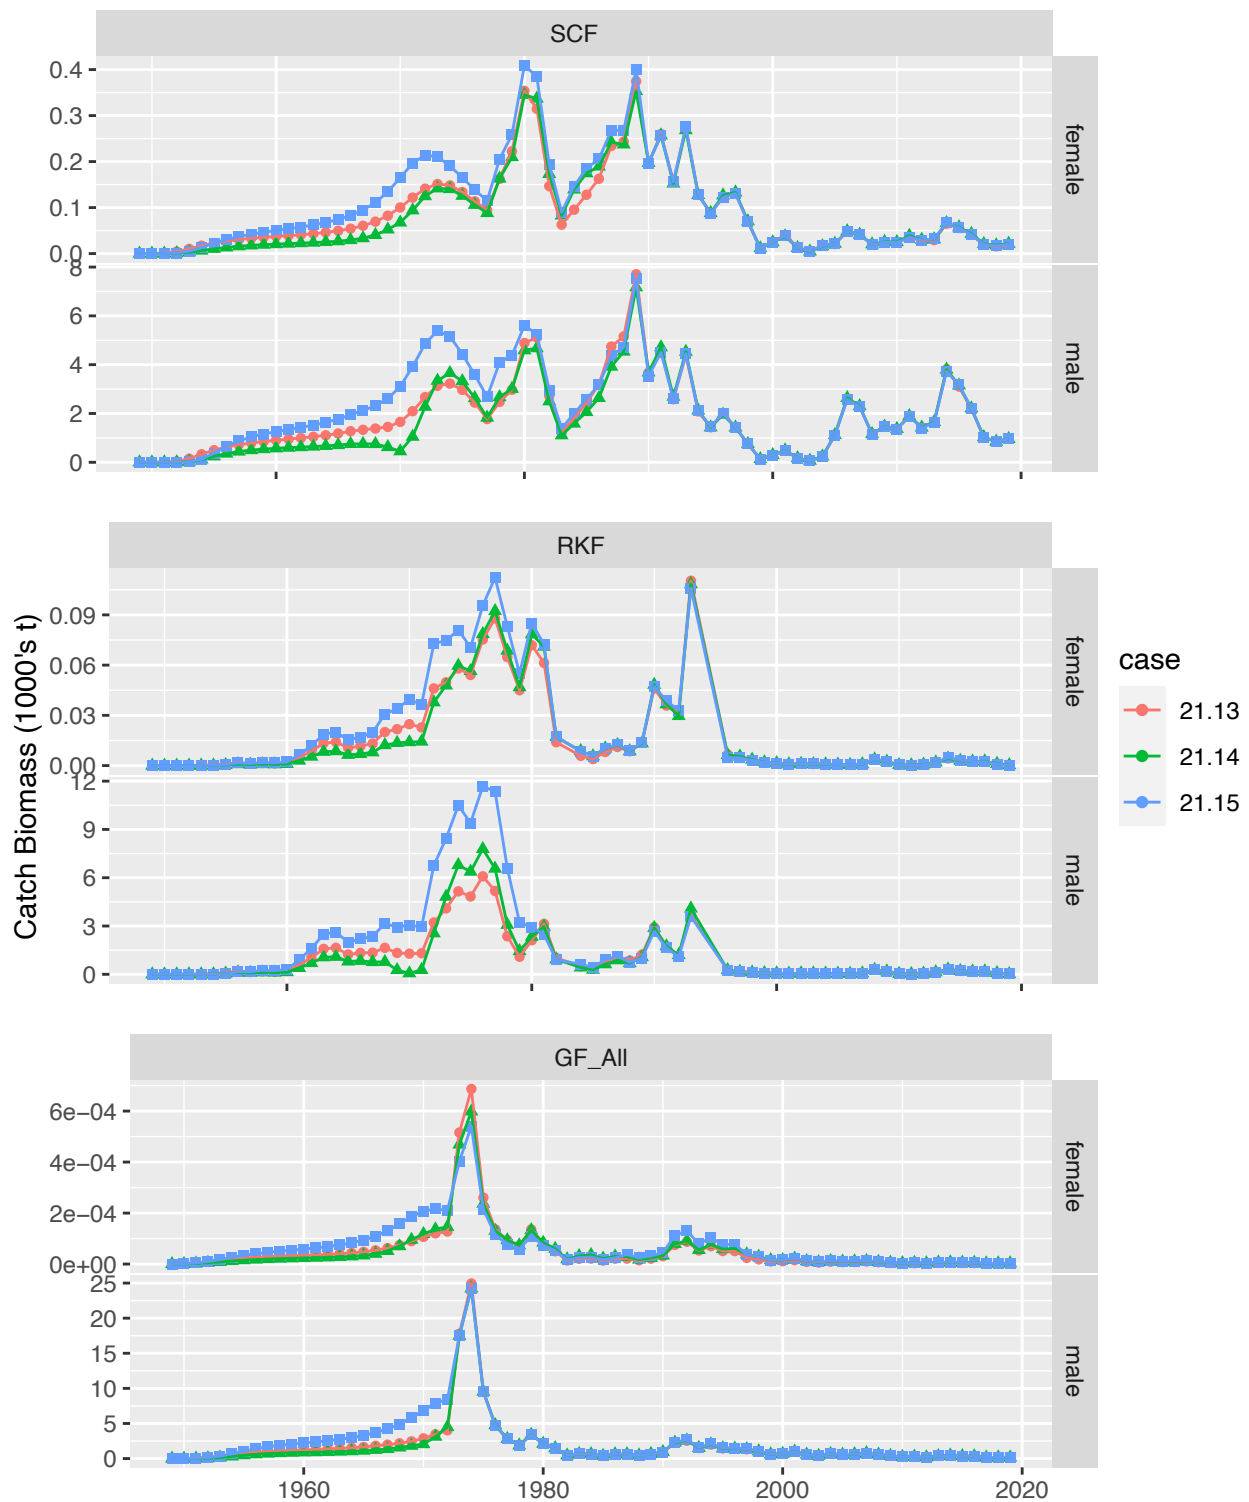 SCF
0.4
0.3
0.2
0.1
0.0
female
8
6
4
2
0
male
RKF
0.09
0.06
0.03
0.00
female
12
9
6
3
0
male
Catch Biomass (1000's t)
case
21.13
21.14
21.15
GF_All
6e−04
4e−04
2e−04
0e+00
female
25
20
15
10
5
0
male
1960
1980
2000
2020